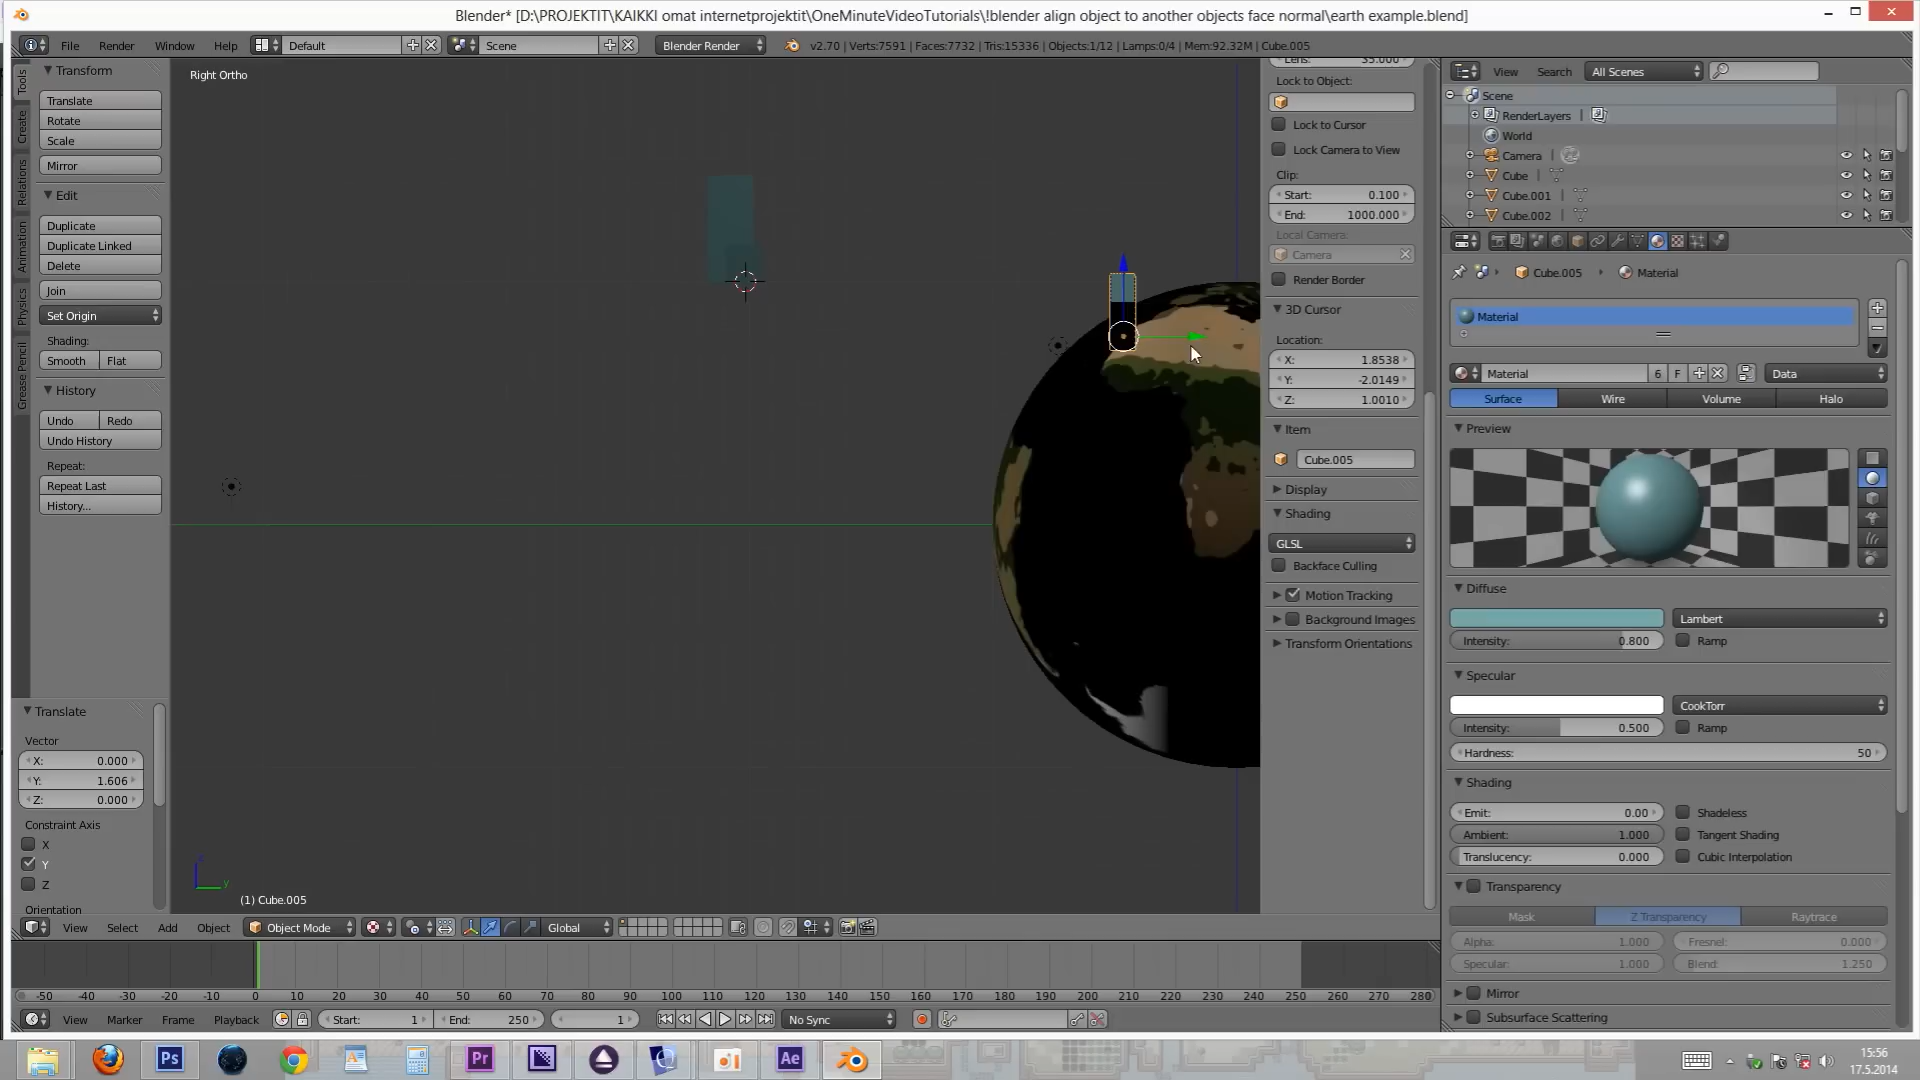 Blender* [D:\PROJEKTIT\KAIKKI omat internetprojektit\OneMinuteVideoTutorials\!blender align object to another objects face normal\earth example.blend]
File Render Window Help Default Scene Blender Render v2.70 | Verts:7591 | Faces:7732 | Tris:15336 | Objects:1/12 | Lamps:0/4 | Mem:92.32M | Cube.005
Tools
Create
Relations
Animation
Physics
Grease Pencil
Transform
Translate
Rotate
Scale
Mirror
Edit
Duplicate
Duplicate Linked
Delete
Join
Set Origin
Shading:
Smooth Flat
History
Undo Redo
Undo History
Repeat:
Repeat Last
History...
Translate
Vector
X: 0.000
Y: 1.606
Z: 0.000
Constraint Axis
X
Y
Z
Orientation
Right Ortho
y
(1) Cube.005
Lens: 35.000
Lock to Object:
Lock to Cursor
Lock Camera to View
Clip:
Start: 0.100
End: 1000.000
Local Camera:
Camera
Render Border
3D Cursor
Location:
X: 1.8538
Y: -2.0149
Z: 1.0010
Item
Cube.005
Display
Shading
GLSL
Backface Culling
Motion Tracking
Background Images
Transform Orientations
View Search All Scenes
Scene
RenderLayers
World
Camera
Cube
Cube.001
Cube.002
Cube.005 Material
Material
Material 6 F Data
Surface Wire Volume Halo
Preview
Diffuse
Lambert
Intensity: 0.800 Ramp
Specular
CookTorr
Intensity: 0.500 Ramp
Hardness: 50
Shading
Emit: 0.00 Shadeless
Ambient: 1.000 Tangent Shading
Translucency: 0.000 Cubic Interpolation
Transparency
Mask Z Transparency Raytrace
Alpha: 1.000 Fresnel: 0.000
Specular: 1.000 Blend: 1.250
Mirror
Subsurface Scattering
View Select Add Object Object Mode Global
-50 -40 -30 -20 -10 0 10 20 30 40 50 60 70 80 90 100 110 120 130 140 150 160 170 180 190 200 210 220 230 240 250 260 270 280
View Marker Frame Playback Start: 1 End: 250 1 No Sync
Ps Pr Ae
15:56
17.5.2014